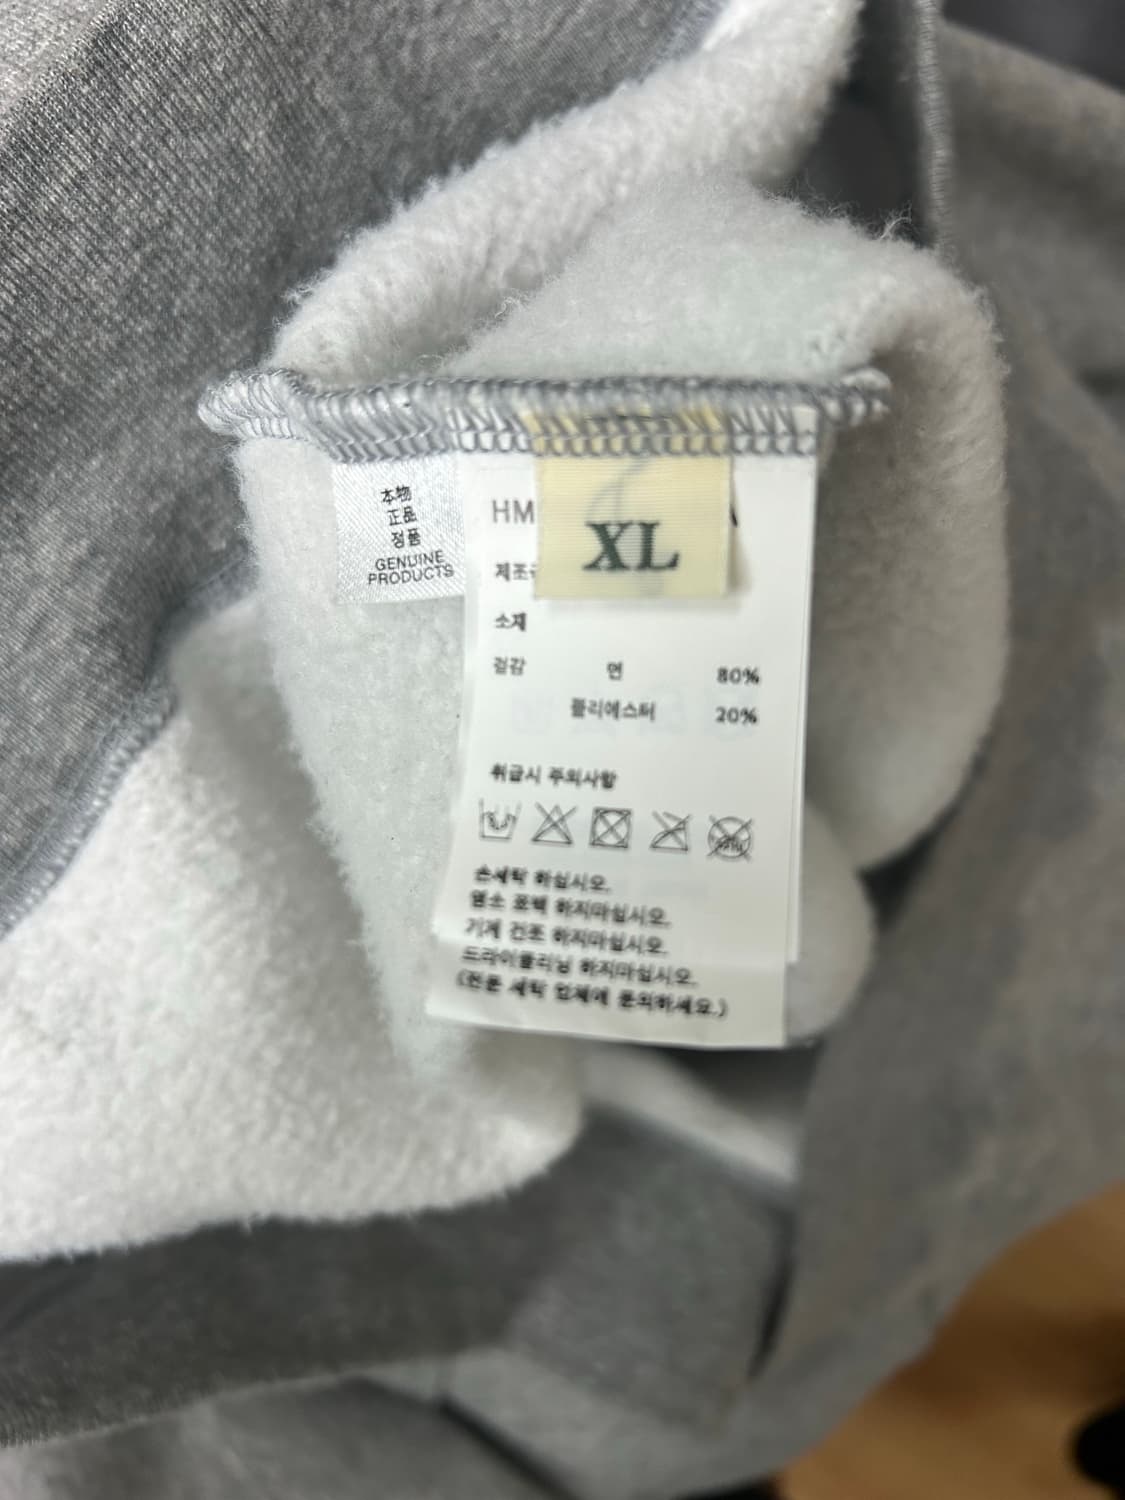 本物
正品
정품
GENUINE
PRODUCTS
XL
HM
제조
소재
겉감 면 80%
폴리에스터 20%
취급시 주의사항
손세탁 하십시오.
염소 표백 하지마십시오.
기계 건조 하지마십시오.
드라이클리닝 하지마십시오.
(전문 세탁 업체에 문의하세요.)